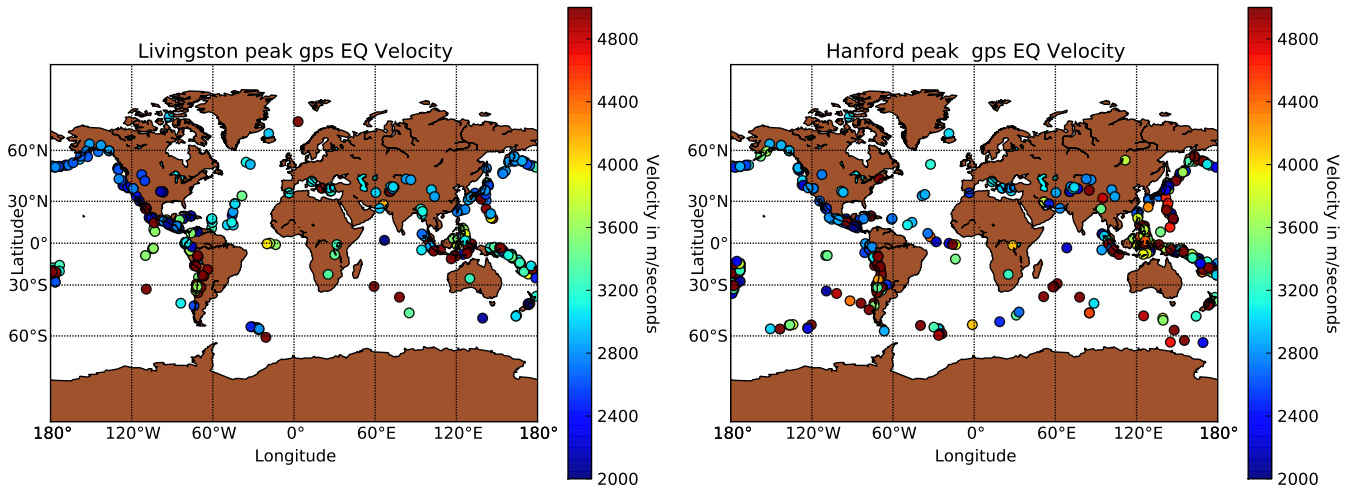 Livingston peak gps EQ Velocity
60°N
30°N
0°
30°S
60°S
Latitude
180°
120°W
60°W
0°
60°E
120°E
180°
Longitude
4800
4400
4000
3600
3200
2800
2400
2000
Velocity in m/seconds
Hanford peak  gps EQ Velocity
60°N
30°N
0°
30°S
60°S
Latitude
180°
120°W
60°W
0°
60°E
120°E
180°
Longitude
4800
4400
4000
3600
3200
2800
2400
2000
Velocity in m/seconds